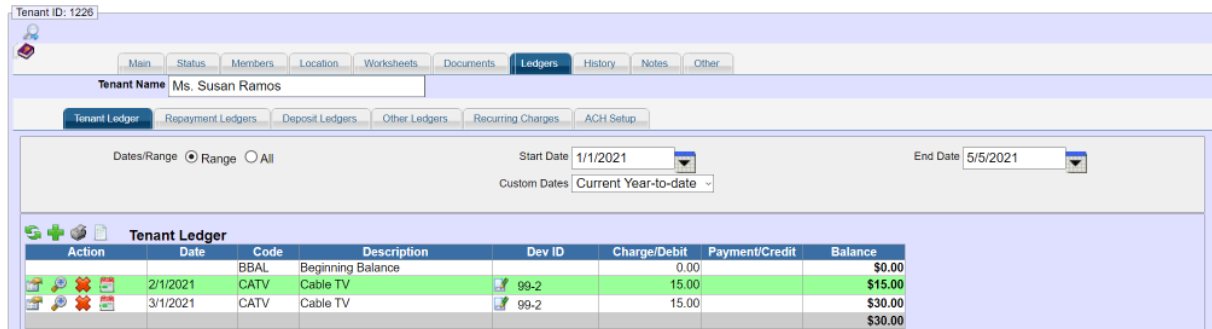 Tenant ID: 1226
Main Status Members Location Worksheets Documents Ledgers History Notes Other
Tenant Name Ms. Susan Ramos
Tenant Ledger Repayment Ledgers Deposit Ledgers Other Ledgers Recurring Charges ACH Setup
Dates/Range Range All Start Date 1/1/2021 End Date 5/5/2021
Custom Dates Current Year-to-date
Tenant Ledger
Action Date Code Description Dev ID Charge/Debit Payment/Credit Balance
BBAL Beginning Balance 0.00 $0.00
2/1/2021 CATV Cable TV 99-2 15.00 $15.00
3/1/2021 CATV Cable TV 99-2 15.00 $30.00
$30.00